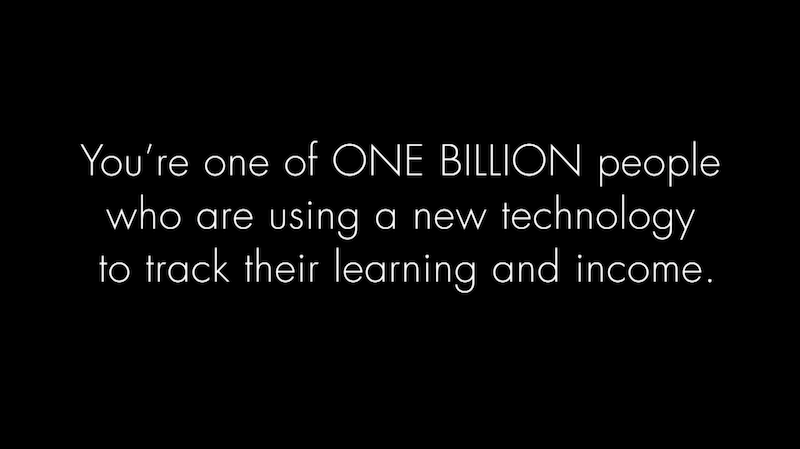 You’re one of ONE BILLION people
who are using a new technology
to track their learning and income.